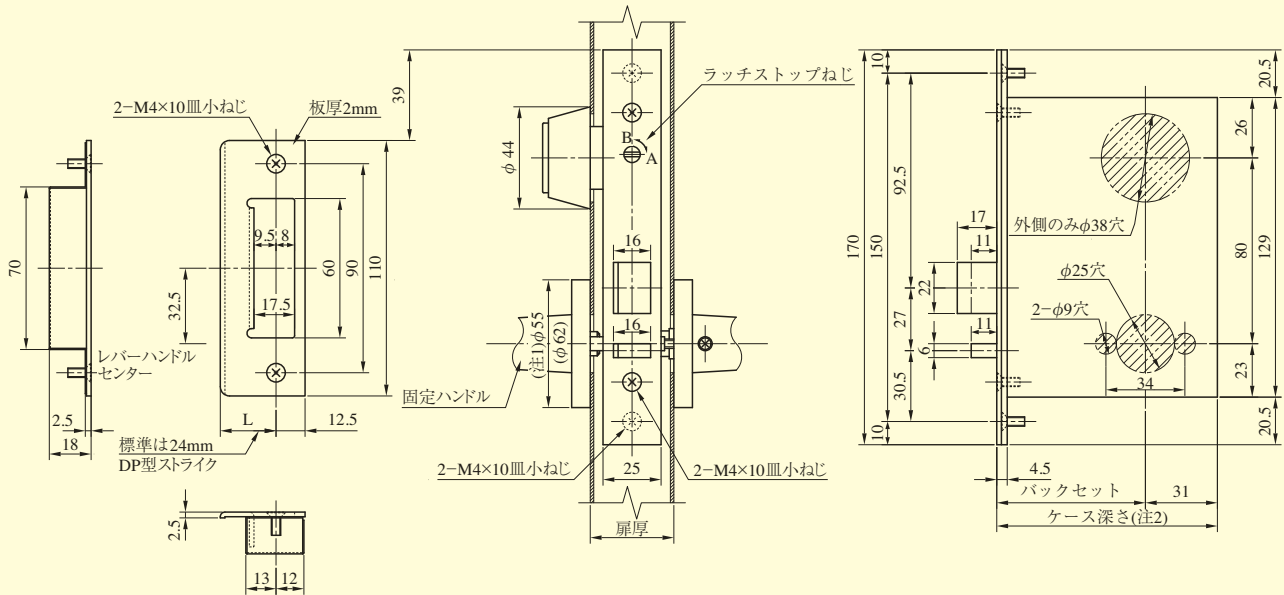 2−M4×10皿小ねじ
板厚2mm
70
9.5
8
17.5
60
90
110
32.5
レバーハンドル
センター
2.5
18
L
12.5
標準は24mm
DP型ストライク
2.5
13
12
39
ラッチストップねじ
B
A
φ 44
16
16
(注1)φ55
(φ62)
固定ハンドル
2−M4×10皿小ねじ
2−M4×10皿小ねじ
25
扉厚
10
20.5
26
92.5
外側のみφ38穴
17
11
170
150
80
129
22
φ25穴
2−φ9穴
27
11
6
34
23
30.5
10
20.5
4.5
バックセット
31
ケース深さ(注2)